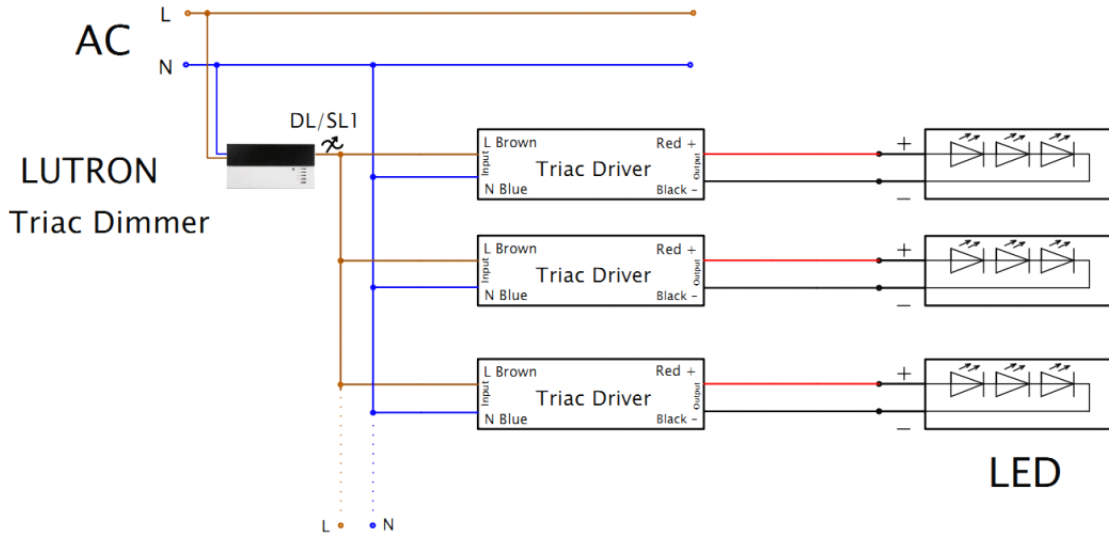 L
AC
N
DL/SL1
LUTRON
Triac Dimmer
L Brown
Red +
Input
Triac Driver
Output
N Blue
Black -
+
−
L Brown
Red +
Input
Triac Driver
Output
N Blue
Black -
+
−
L Brown
Red +
Input
Triac Driver
Output
N Blue
Black -
+
−
LED
L
N